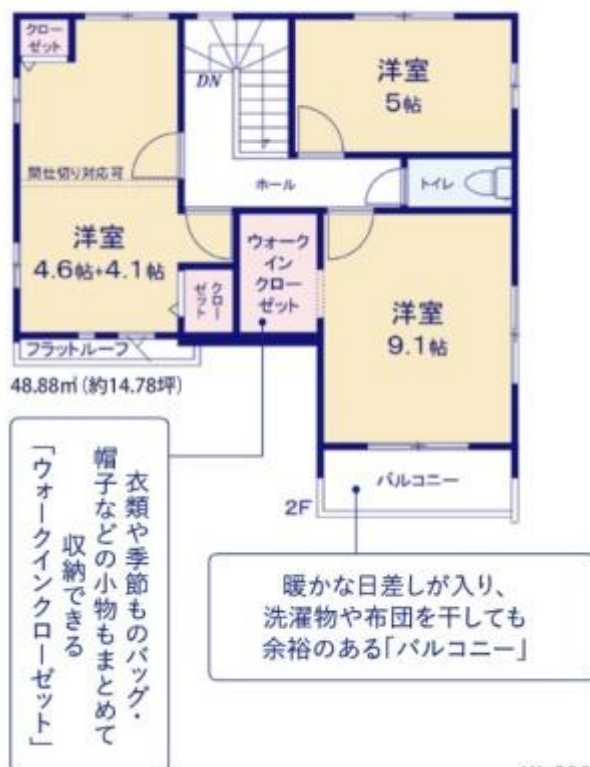 クロー
ゼット
DN
洋室
5帖
間仕切り対応可
ホール
トイレ
洋室
4.6帖+4.1帖
クロー
ゼット
ウォーク
イン
クロー
ゼット
洋室
9.1帖
フラットルーフ
48.88㎡(約14.78坪)
バルコニー
2F
衣類や季節ものバッグ・
帽子などの小物もまとめて
収納できる
「ウォークインクローゼット」
暖かな日差しが入り、
洗濯物や布団を干しても
余裕のある「バルコニー」